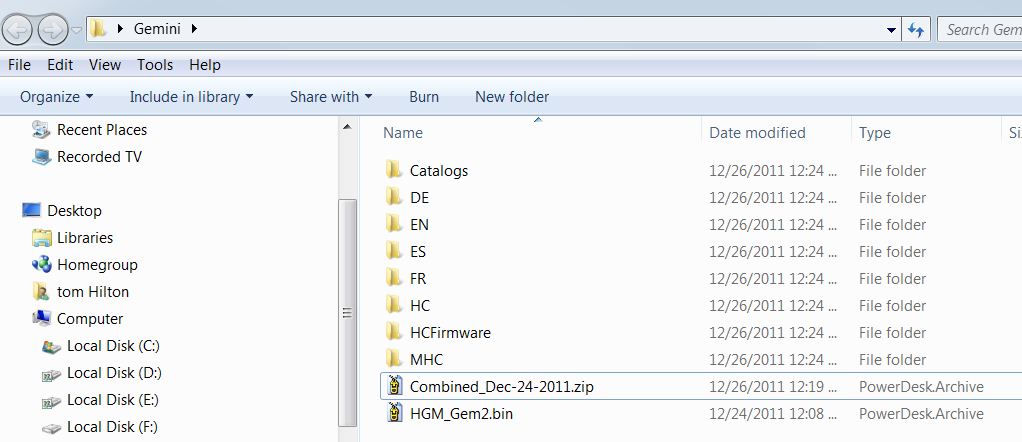 Gemini
Search Gem
File Edit View Tools Help
Organize Include in library Share with Burn New folder
Recent Places
Recorded TV
Desktop
Libraries
Homegroup
tom Hilton
Computer
Local Disk (C:)
Local Disk (D:)
Local Disk (E:)
Local Disk (F:)
Name Date modified Type Si
Catalogs 12/26/2011 12:24 ... File folder
DE 12/26/2011 12:24 ... File folder
EN 12/26/2011 12:24 ... File folder
ES 12/26/2011 12:24 ... File folder
FR 12/26/2011 12:24 ... File folder
HC 12/26/2011 12:24 ... File folder
HCFirmware 12/26/2011 12:24 ... File folder
MHC 12/26/2011 12:24 ... File folder
Combined_Dec-24-2011.zip 12/26/2011 12:19 ... PowerDesk.Archive
HGM_Gem2.bin 12/24/2011 12:08 ... PowerDesk.Archive